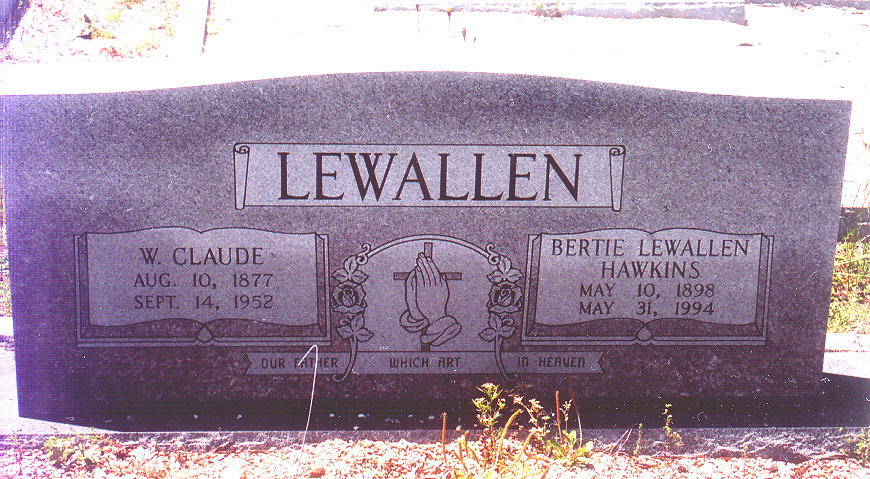 LEWALLEN
W. CLAUDE
AUG. 10, 1877
SEPT. 14, 1952
BERTIE LEWALLEN
HAWKINS
MAY 10, 1898
MAY 31, 1994
OUR FATHER WHICH ART IN HEAVEN